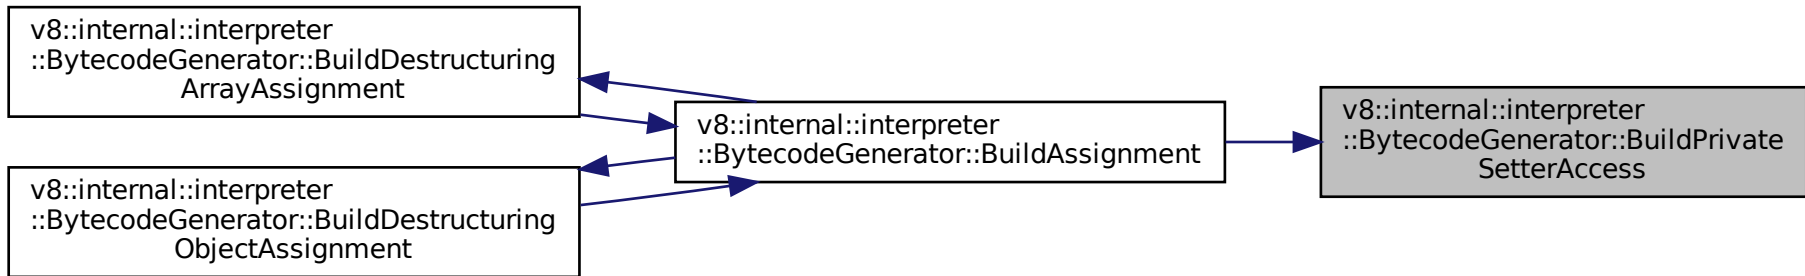 v8::internal::interpreter
::BytecodeGenerator::BuildDestructuring
ArrayAssignment
v8::internal::interpreter
::BytecodeGenerator::BuildDestructuring
ObjectAssignment
v8::internal::interpreter
::BytecodeGenerator::BuildAssignment
v8::internal::interpreter
::BytecodeGenerator::BuildPrivate
SetterAccess